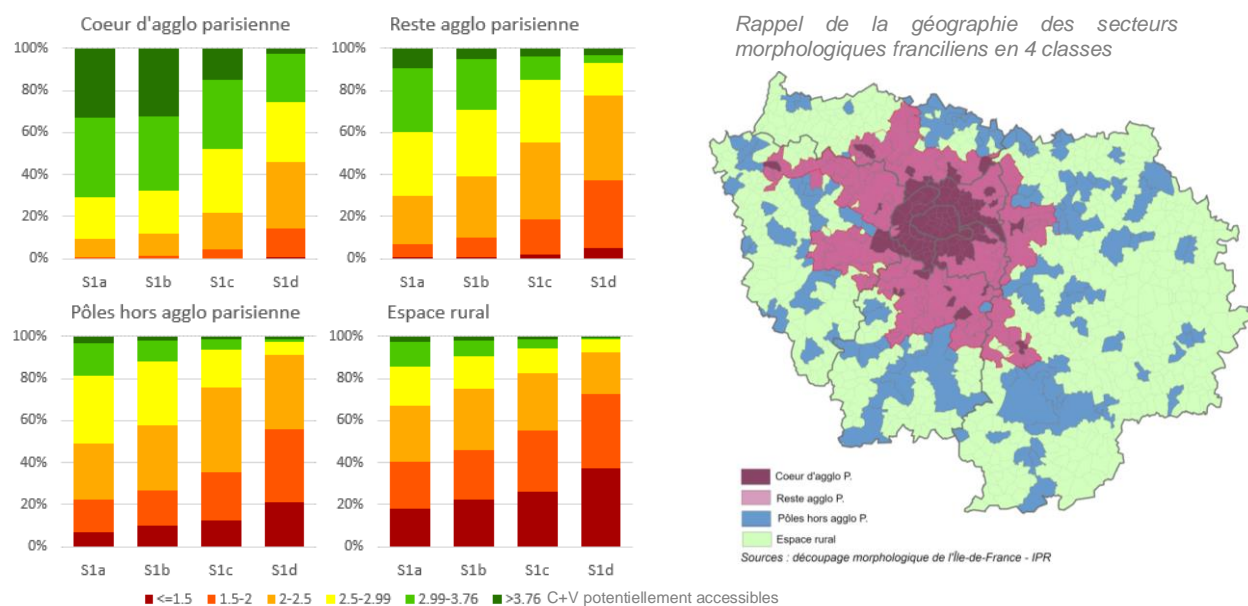 Coeur d'agglo parisienne
100%
80%
60%
40%
20%
0%
S1a S1b S1c S1d
Reste agglo parisienne
100%
80%
60%
40%
20%
0%
S1a S1b S1c S1d
Pôles hors agglo parisienne
100%
80%
60%
40%
20%
0%
S1a S1b S1c S1d
Espace rural
100%
80%
60%
40%
20%
0%
S1a S1b S1c S1d
<=1.5 1.5-2 2-2.5 2.5-2.99 2.99-3.76 >3.76 C+V potentiellement accessibles
Rappel de la géographie des secteurs
morphologiques franciliens en 4 classes
Coeur d'agglo P.
Reste agglo P.
Pôles hors agglo P.
Espace rural
Sources : découpage morphologique de l'Île-de-France - IPR